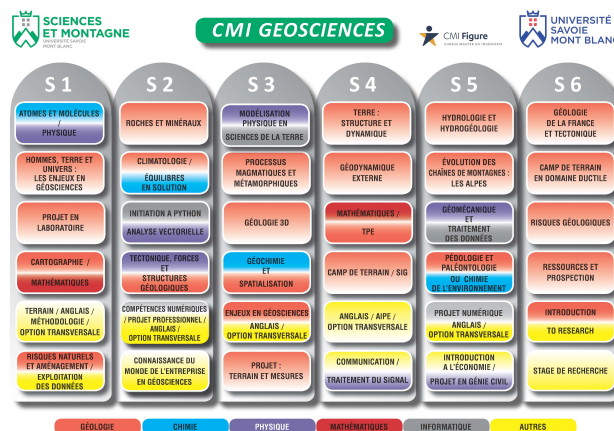 SCIENCES
ET MONTAGNE
UNIVERSITÉ SAVOIE
MONT BLANC
CMI GEOSCIENCES
CMI Figure
CURSUS MASTER EN INGÉNIERIE
UNIVERSITÉ
SAVOIE
MONT BLANC
S 1
ATOMES ET MOLÉCULES
/
PHYSIQUE
HOMMES, TERRE ET
UNIVERS :
LES ENJEUX EN
GÉOSCIENCES
PROJET EN
LABORATOIRE
CARTOGRAPHIE /
MATHÉMATIQUES
TERRAIN / ANGLAIS /
MÉTHODOLOGIE /
OPTION TRANSVERSALE
RISQUES NATURELS
ET AMÉNAGEMENT /
EXPLOITATION
DES DONNÉES
S 2
ROCHES ET MINÉRAUX
CLIMATOLOGIE /
ÉQUILIBRES
EN SOLUTION
INITIATION A PYTHON
ANALYSE VECTORIELLE
TECTONIQUE, FORCES
ET
STRUCTURES
GÉOLOGIQUES
COMPÉTENCES NUMÉRIQUES
/ PROJET PROFESSIONNEL /
ANGLAIS /
OPTION TRANSVERSALE
CONNAISSANCE DU
MONDE DE L'ENTREPRISE
EN GÉOSCIENCES
S 3
MODÉLISATION
PHYSIQUE EN
SCIENCES DE LA TERRE
PROCESSUS
MAGMATIQUES ET
MÉTAMORPHIQUES
GÉOLOGIE 3D
GÉOCHIMIE
ET
SPATIALISATION
ENJEUX EN GÉOSCIENCES
ANGLAIS /
OPTION TRANSVERSALE
PROJET :
TERRAIN ET MESURES
S 4
TERRE :
STRUCTURE ET
DYNAMIQUE
GÉODYNAMIQUE
EXTERNE
MATHÉMATIQUES /
TPE
CAMP DE TERRAIN / SIG
ANGLAIS / AIPE /
OPTION TRANSVERSALE
COMMUNICATION /
TRAITEMENT DU SIGNAL
S 5
HYDROLOGIE ET
HYDROGÉOLOGIE
ÉVOLUTION DES
CHAÎNES DE MONTAGNES :
LES ALPES
GÉOMÉCANIQUE
ET
TRAITEMENT
DES DONNÉES
PÉDOLOGIE ET
PALÉONTOLOGIE
OU CHIMIE
DE L'ENVIRONNEMENT
PROJET NUMÉRIQUE
ANGLAIS /
OPTION TRANSVERSALE
INTRODUCTION
A L'ÉCONOMIE /
PROJET EN GÉNIE CIVIL
S 6
GÉOLOGIE
DE LA FRANCE
ET TECTONIQUE
CAMP DE TERRAIN
EN DOMAINE DUCTILE
RISQUES GÉOLOGIQUES
RESSOURCES ET
PROSPECTION
INTRODUCTION
TO RESEARCH
STAGE DE RECHERCHE
GÉOLOGIE
CHIMIE
PHYSIQUE
MATHÉMATIQUES
INFORMATIQUE
AUTRES